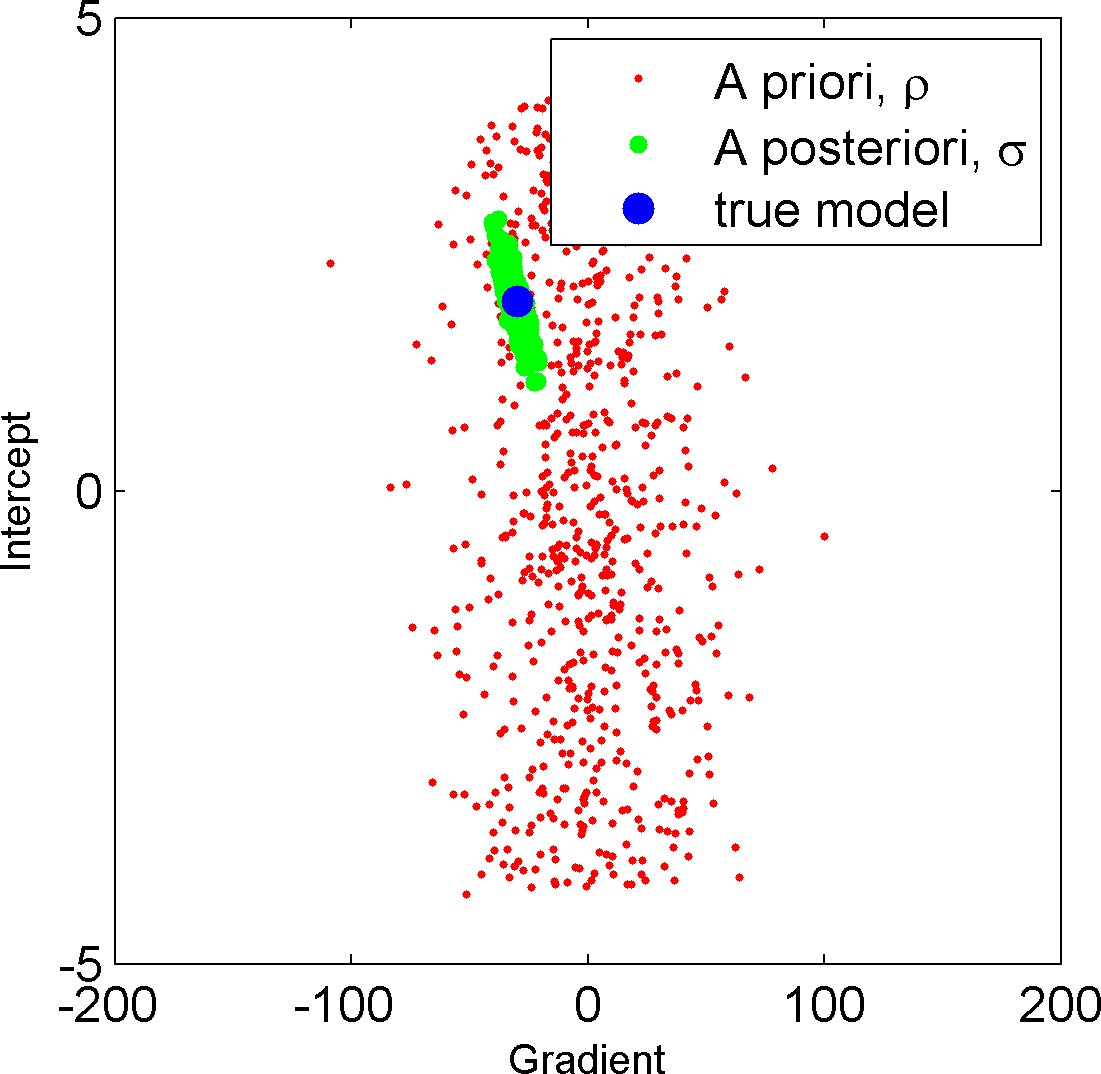 5
A priori, ρ
A posteriori, σ
true model
Intercept
0
-5
-200
-100
0
100
200
Gradient